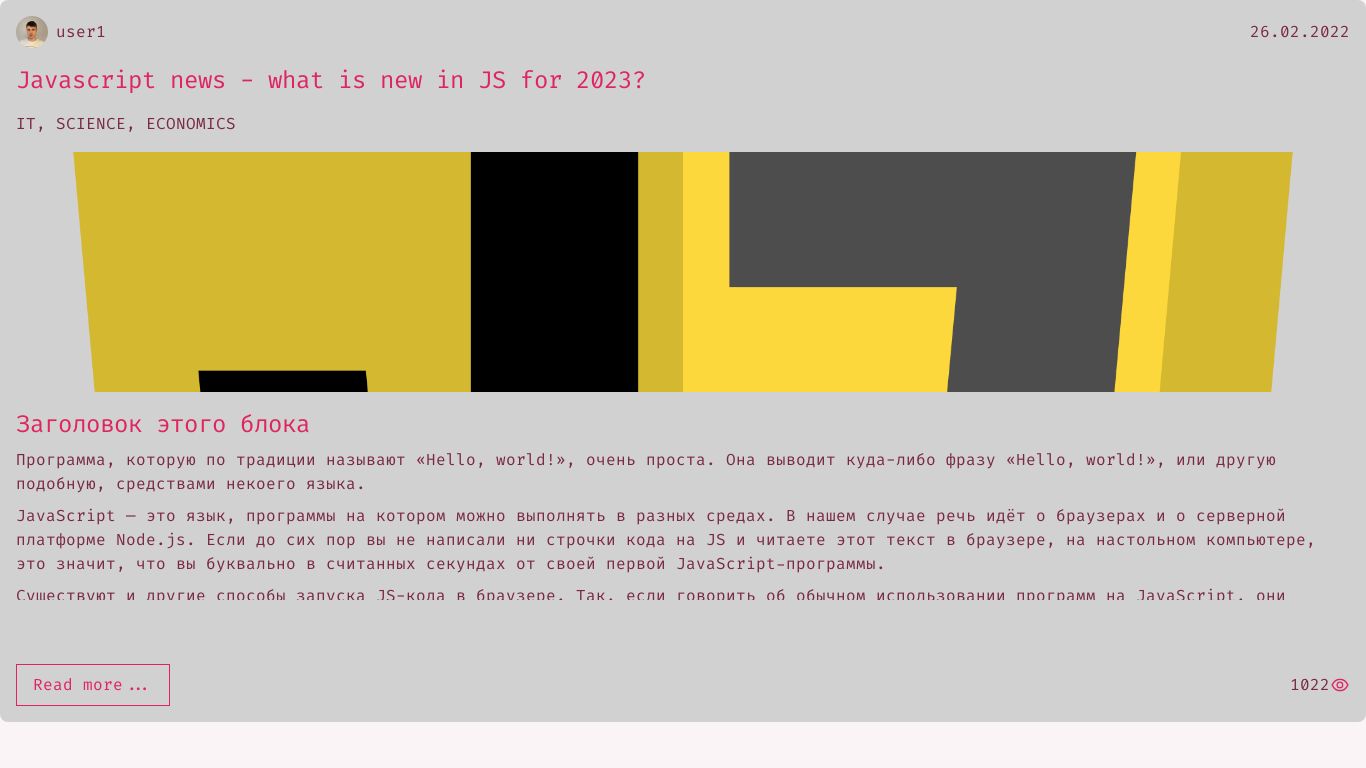 user1
26.02.2022
Javascript news - what is new in JS for 2023?
IT, SCIENCE, ECONOMICS
Заголовок этого блока
Программа, которую по традиции называют «Hello, world!», очень проста. Она выводит куда-либо фразу «Hello, world!», или другую
подобную, средствами некоего языка.
JavaScript — это язык, программы на котором можно выполнять в разных средах. В нашем случае речь идёт о браузерах и о серверной
платформе Node.js. Если до сих пор вы не написали ни строчки кода на JS и читаете этот текст в браузере, на настольном компьютере,
это значит, что вы буквально в считанных секундах от своей первой JavaScript-программы.
Существуют и другие способы запуска JS-кода в браузере. Так, если говорить об обычном использовании программ на JavaScript, они
Read more...
1022